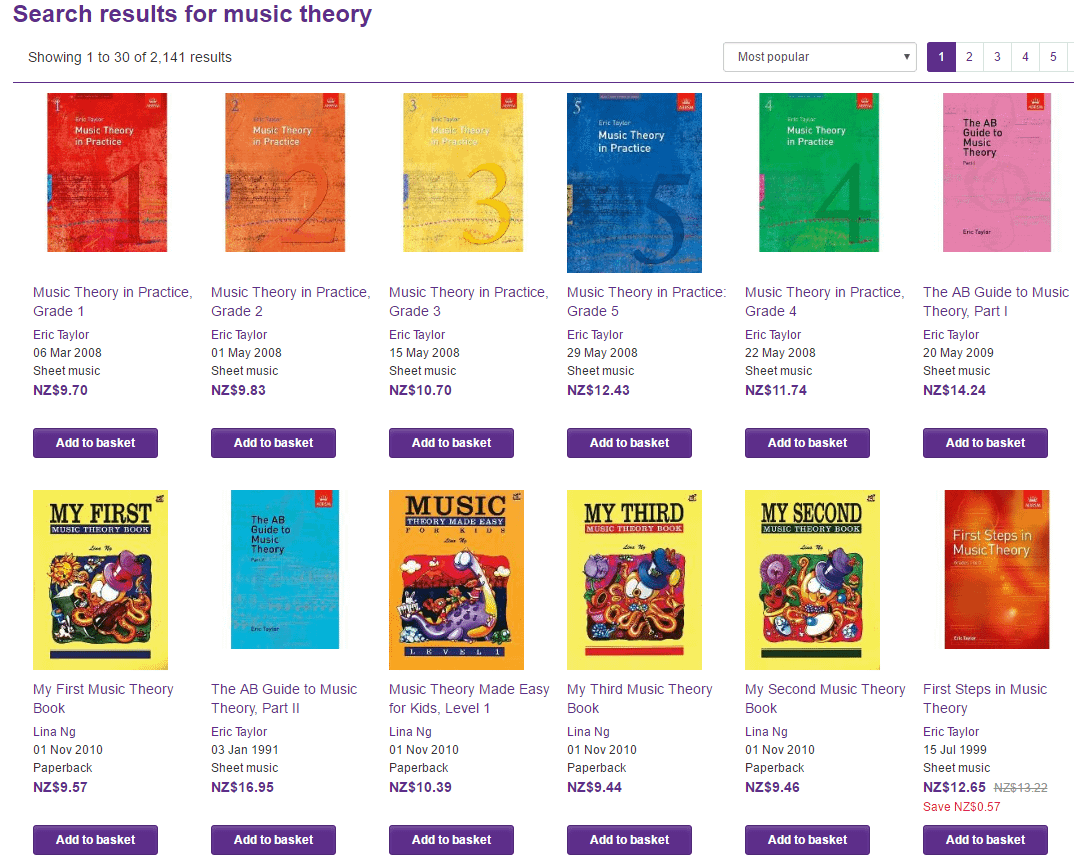 Search results for music theory
Showing 1 to 30 of 2,141 results
Most popular
1 2 3 4 5
1
Eric Taylor
Music Theory
in Practice
1
2
Eric Taylor
Music Theory
in Practice
2
3
Eric Taylor
Music Theory
in Practice
3
5
Eric Taylor
Music Theory
in Practice
5
4
Eric Taylor
Music Theory
in Practice
4
The AB
Guide to
Music
Theory
Part I
Eric Taylor
Music Theory in Practice,
Grade 1
Eric Taylor
06 Mar 2008
Sheet music
NZ$9.70
Add to basket
Music Theory in Practice,
Grade 2
Eric Taylor
01 May 2008
Sheet music
NZ$9.83
Add to basket
Music Theory in Practice,
Grade 3
Eric Taylor
15 May 2008
Sheet music
NZ$10.70
Add to basket
Music Theory in Practice:
Grade 5
Eric Taylor
29 May 2008
Sheet music
NZ$12.43
Add to basket
Music Theory in Practice,
Grade 4
Eric Taylor
22 May 2008
Sheet music
NZ$11.74
Add to basket
The AB Guide to Music
Theory, Part I
Eric Taylor
20 May 2009
Sheet music
NZ$14.24
Add to basket
MY FIRST
MUSIC THEORY BOOK
Lina Ng
The AB
Guide to
Music
Theory
Eric Taylor
MUSIC
THEORY MADE EASY
FOR KIDS
Lina Ng
LEVEL 1
MY THIRD
MUSIC THEORY BOOK
Lina Ng
MY SECOND
MUSIC THEORY BOOK
Lina Ng
First Steps in
Music Theory
Eric Taylor
My First Music Theory
Book
Lina Ng
01 Nov 2010
Paperback
NZ$9.57
Add to basket
The AB Guide to Music
Theory, Part II
Eric Taylor
03 Jan 1991
Sheet music
NZ$16.95
Add to basket
Music Theory Made Easy
for Kids, Level 1
Lina Ng
01 Nov 2010
Paperback
NZ$10.39
Add to basket
My Third Music Theory
Book
Lina Ng
01 Nov 2010
Paperback
NZ$9.44
Add to basket
My Second Music Theory
Book
Lina Ng
01 Nov 2010
Paperback
NZ$9.46
Add to basket
First Steps in Music
Theory
Eric Taylor
15 Jul 1999
Sheet music
NZ$12.65 NZ$13.22
Save NZ$0.57
Add to basket